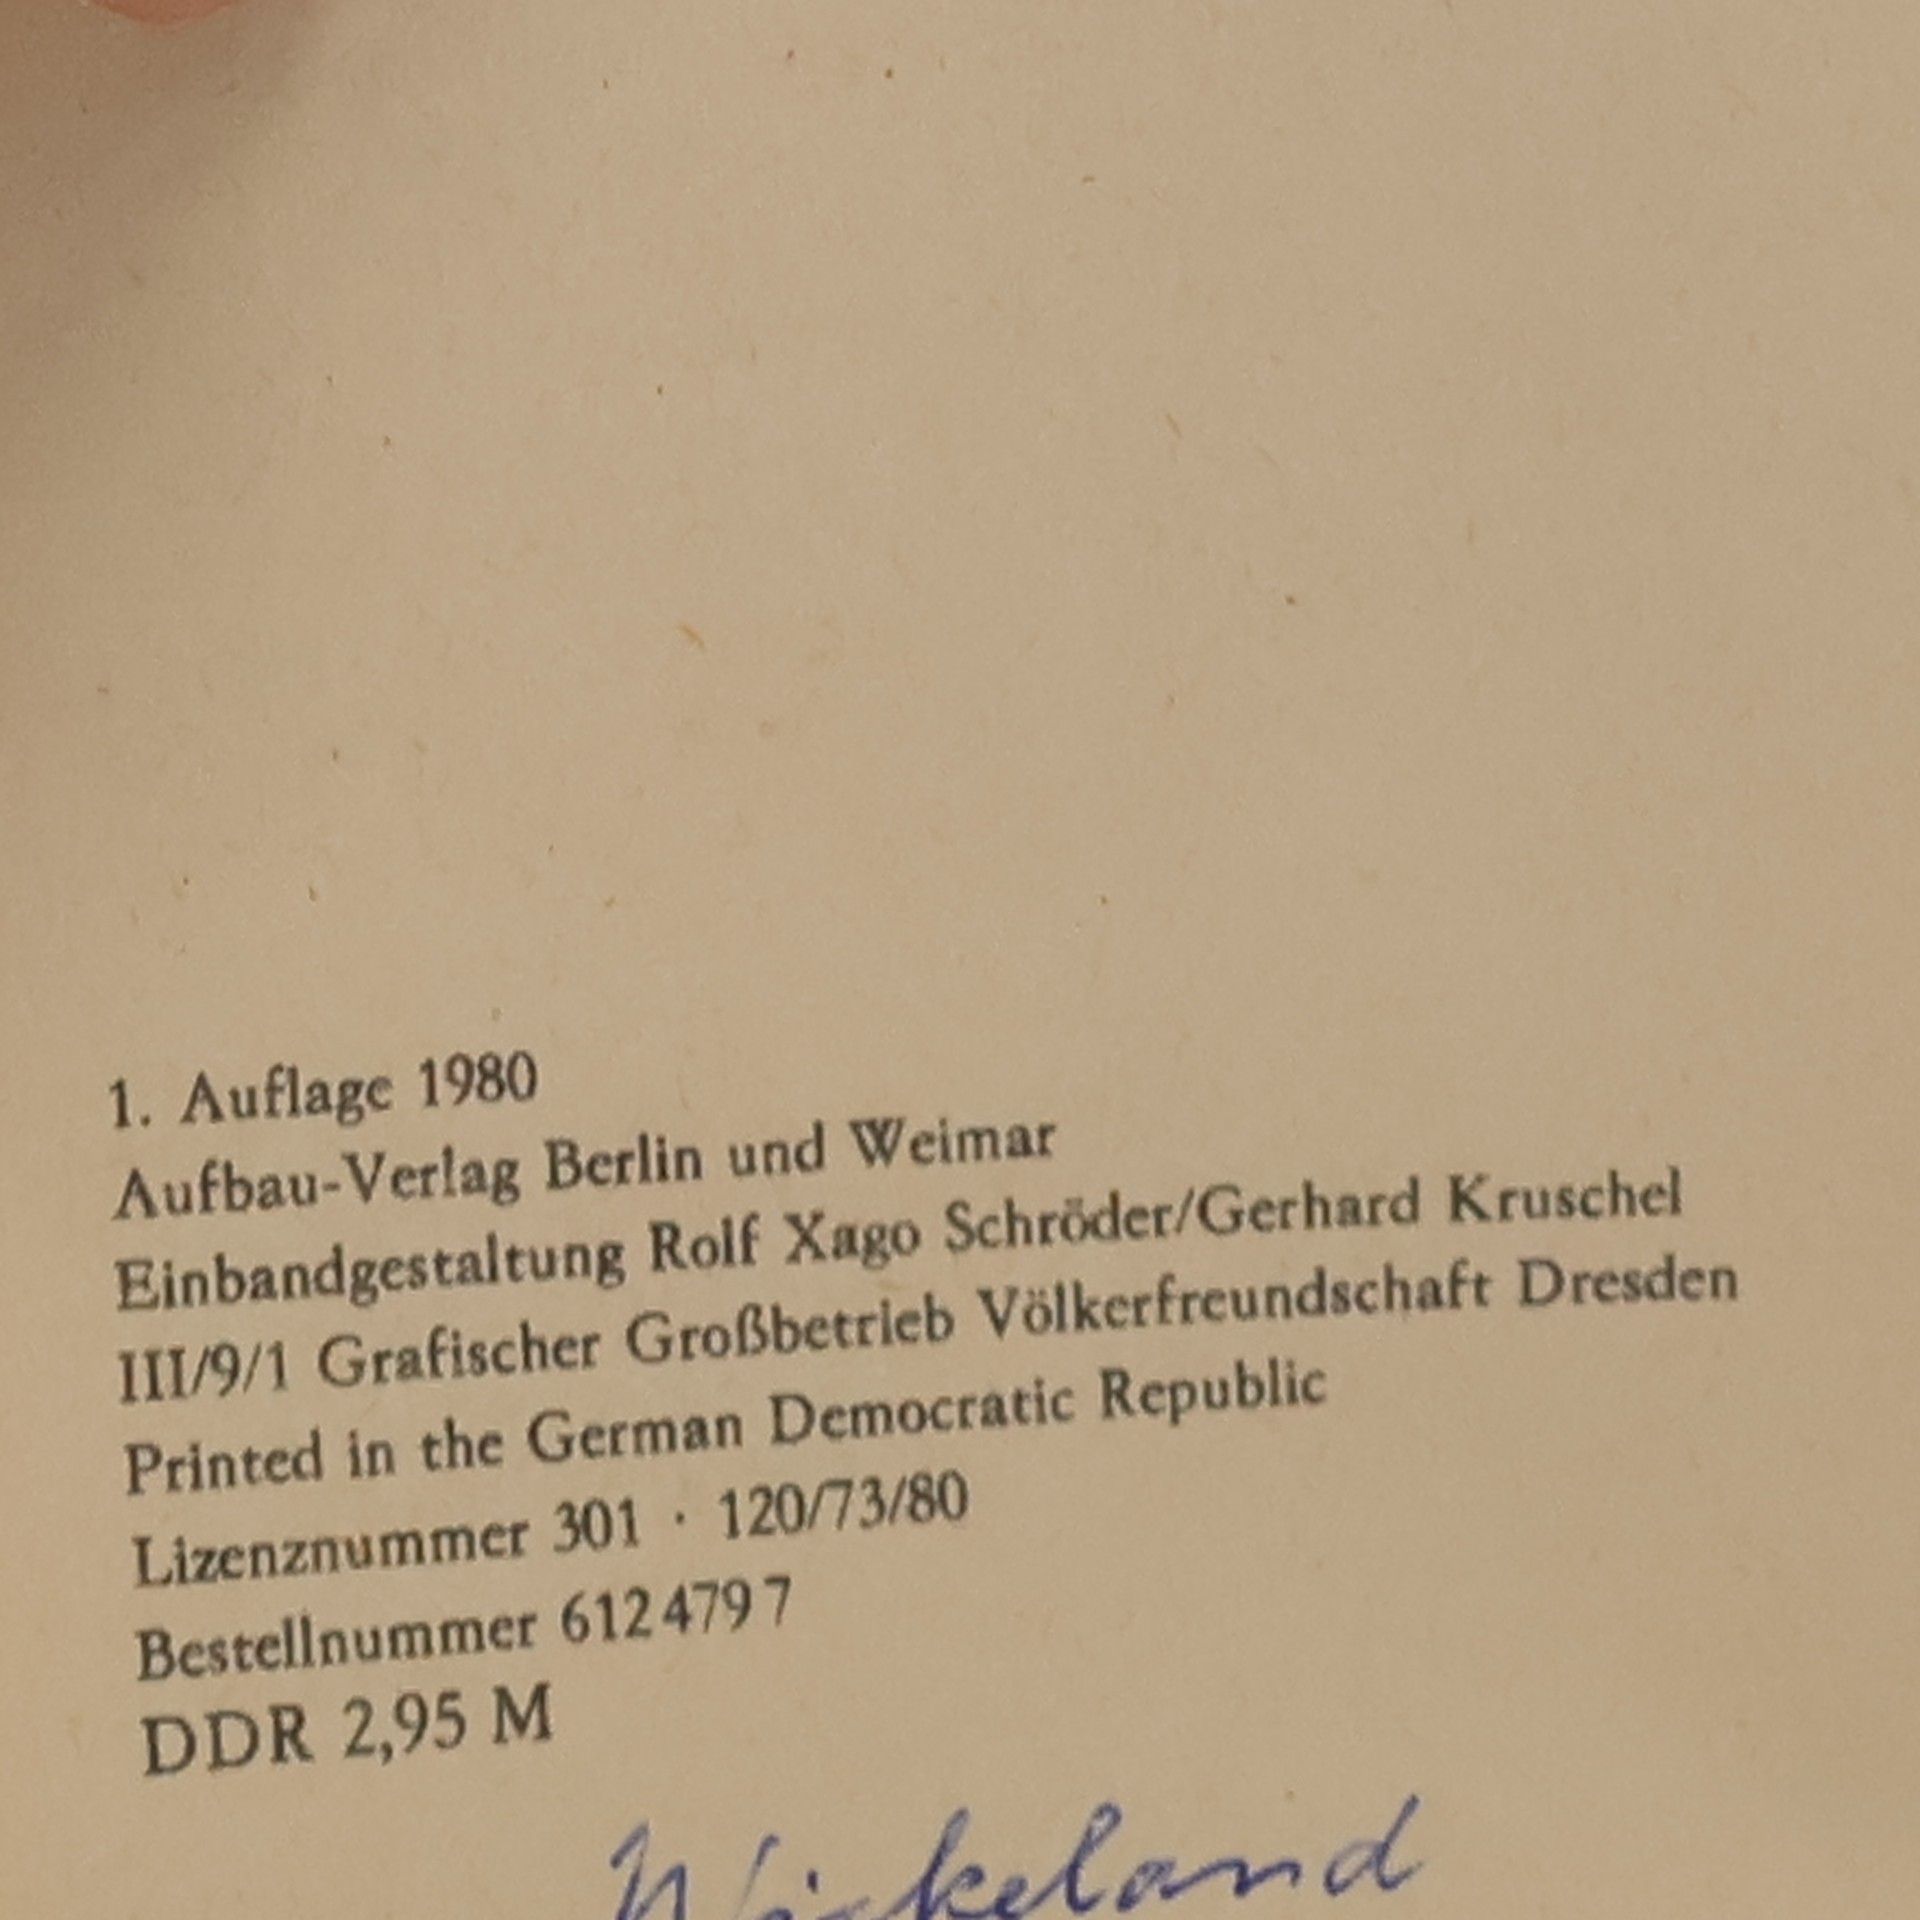 1. Auflage 1980
Aufbau-Verlag Berlin und Weimar
Einbandgestaltung Rolf Xago Schröder/Gerhard Kruschel
III/9/1 Grafischer Großbetrieb Völkerfreundschaft Dresden
Printed in the German Democratic Republic
Lizenznummer 301 · 120/73/80
Bestellnummer 612 479 7
DDR 2,95 M